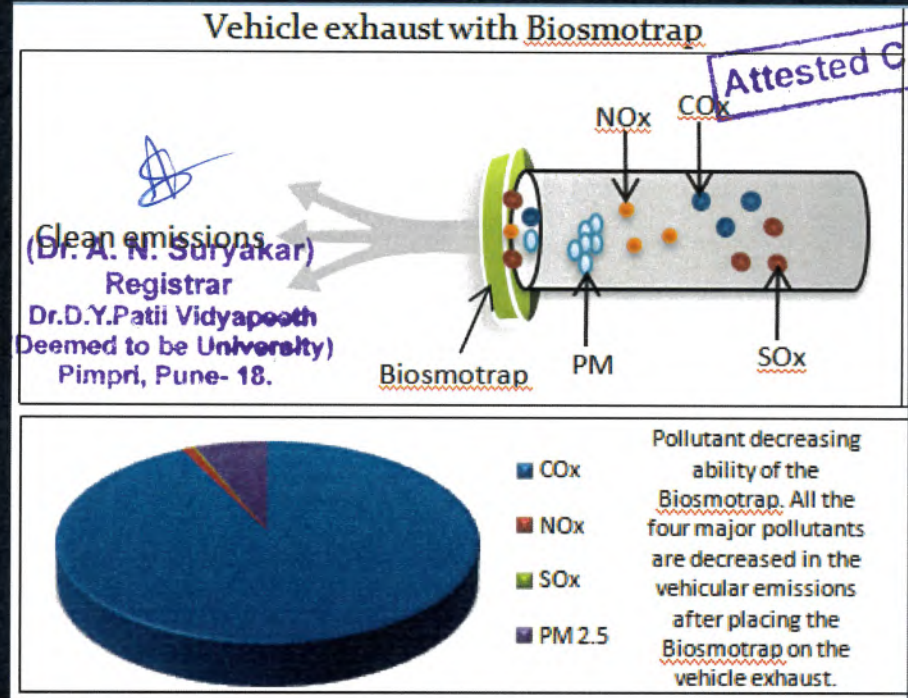 Vehicle exhaust with Biosmotrap
Attested C
NOx
COx
Clean emissions
(Dr. A. N. Suryakar)
Registrar
Dr.D.Y.Patil Vidyapeeth
(Deemed to be University)
Pimpri, Pune- 18.
Biosmotrap
PM
SOx
COx
NOx
SOx
PM 2.5
Pollutant decreasing
ability of the
Biosmotrap. All the
four major pollutants
are decreased in the
vehicular emissions
after placing the
Biosmotrap on the
vehicle exhaust.